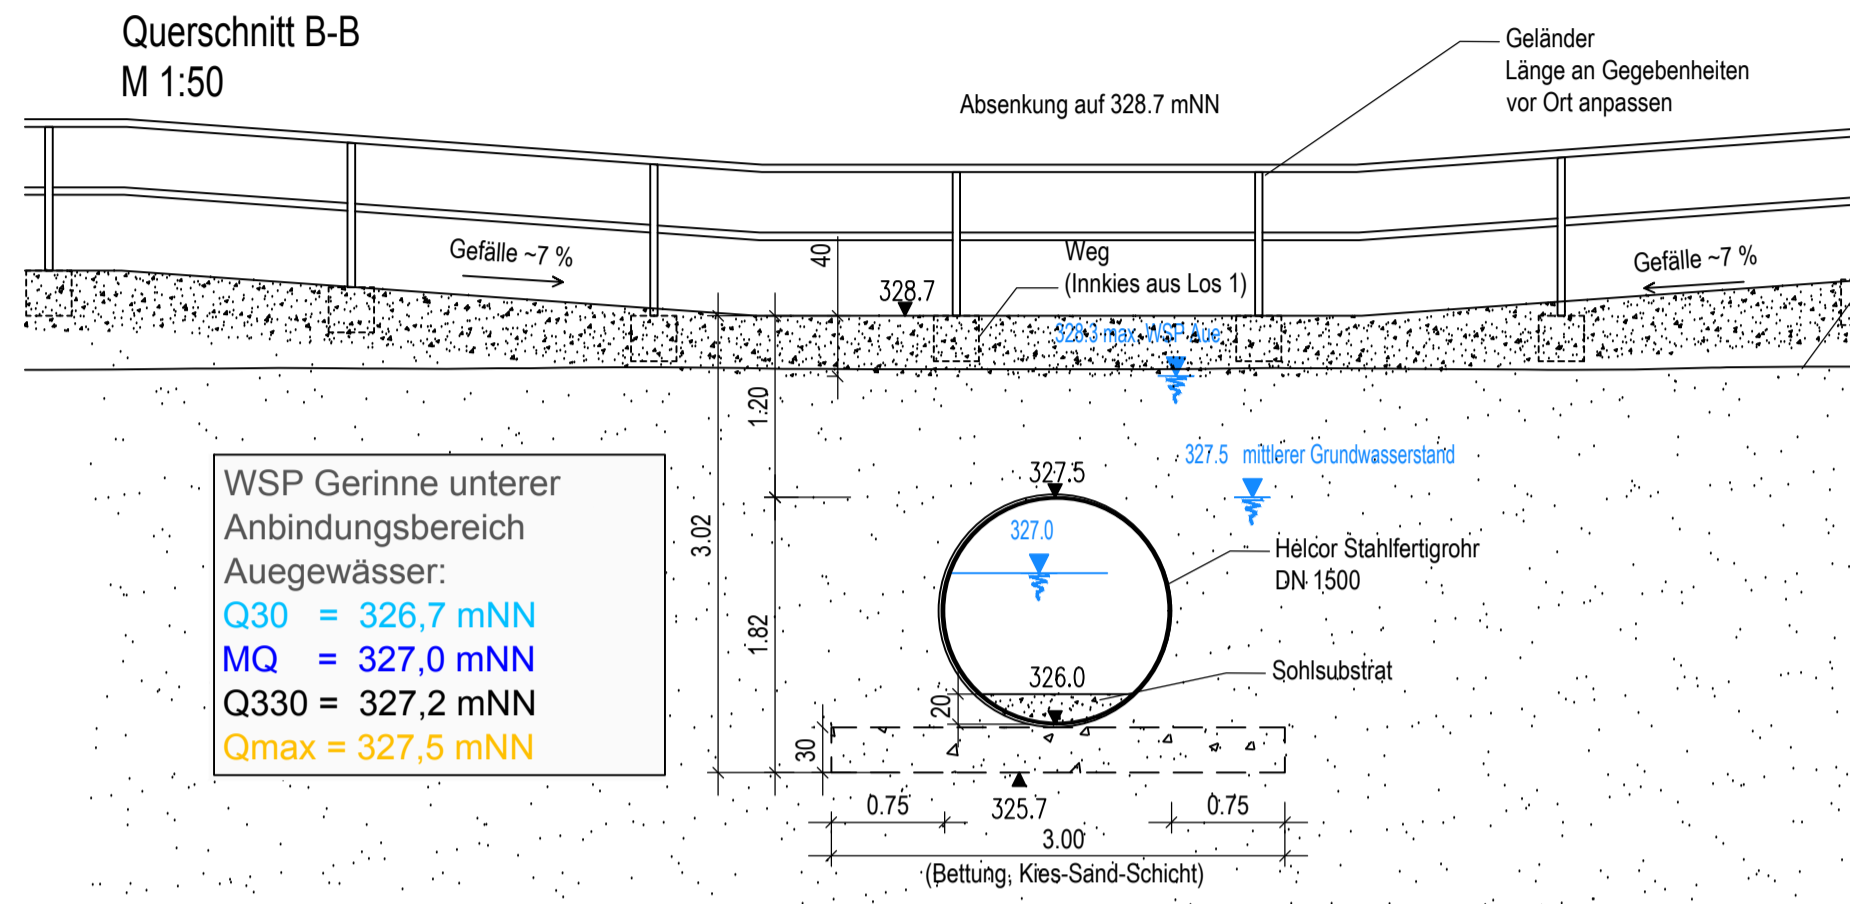 Querschnitt B-B
M 1:50
Geländer
Länge an Gegebenheiten
vor Ort anpassen
Absenkung auf 328.7 mNN
Gefälle ~7 %
40
Weg
(Innkies aus Los 1)
Gefälle ~7 %
328.7
328.3 max. WSP Aue
1.20
327.5 mittlerer Grundwasserstand
327.5
WSP Gerinne unterer
Anbindungsbereich
Auegewässer:
Q30 = 326,7 mNN
MQ = 327,0 mNN
Q330 = 327,2 mNN
Qmax = 327,5 mNN
3.02
327.0
Helcor Stahlfertigrohr
DN 1500
1.82
326.0
Sohlsubstrat
20
30
0.75
325.7
0.75
3.00
(Bettung, Kies-Sand-Schicht)